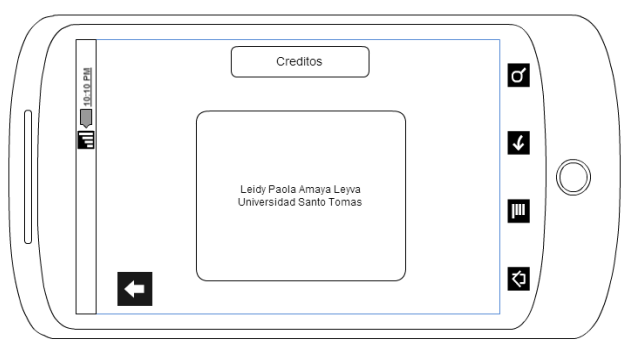 Creditos
10:10 PM
Leidy Paola Amaya Leyva
Universidad Santo Tomas